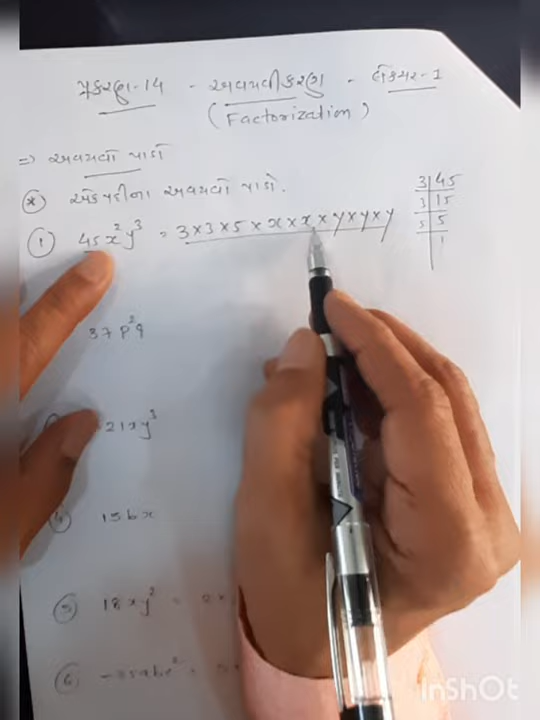 પ્રકરણ-14 - અવયવીકરણ - લેક્ચર-1
(Factorization)
⇒ અવયવો પાડો
* એકપદીના અવયવો પાડો.
① 45x²y³ = 3×3×5×x×x×y×y×y
3 | 45
3 | 15
5 | 5
| 1
37p²q
21xy³
15bx
⑤ 18xy² = 2×
⑥
InShOt